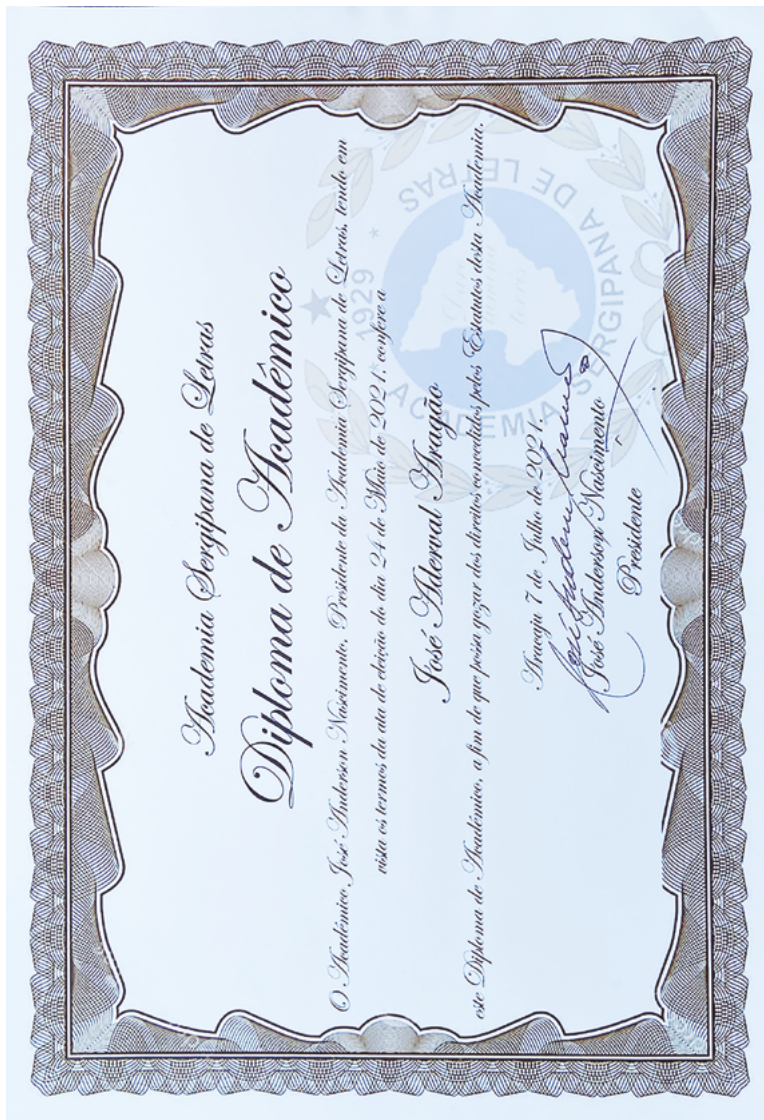 Academia Sergipana de Letras
Diploma de Acadêmico
O Acadêmico José Anderson Nascimento, Presidente da Academia Sergipana de Letras, tendo em
vista os termos da ata de eleição do dia 24 de Maio de 2021, confere a
José Aderval Aragão
este Diploma de Acadêmico, a fim de que possa gozar dos direitos concedidos pelos Estatutos desta Academia.
Aracaju 7 de Julho de 2021.
José Anderson Nascimento
Presidente
ACADEMIA SERGIPANA DE LETRAS
* 1929 *